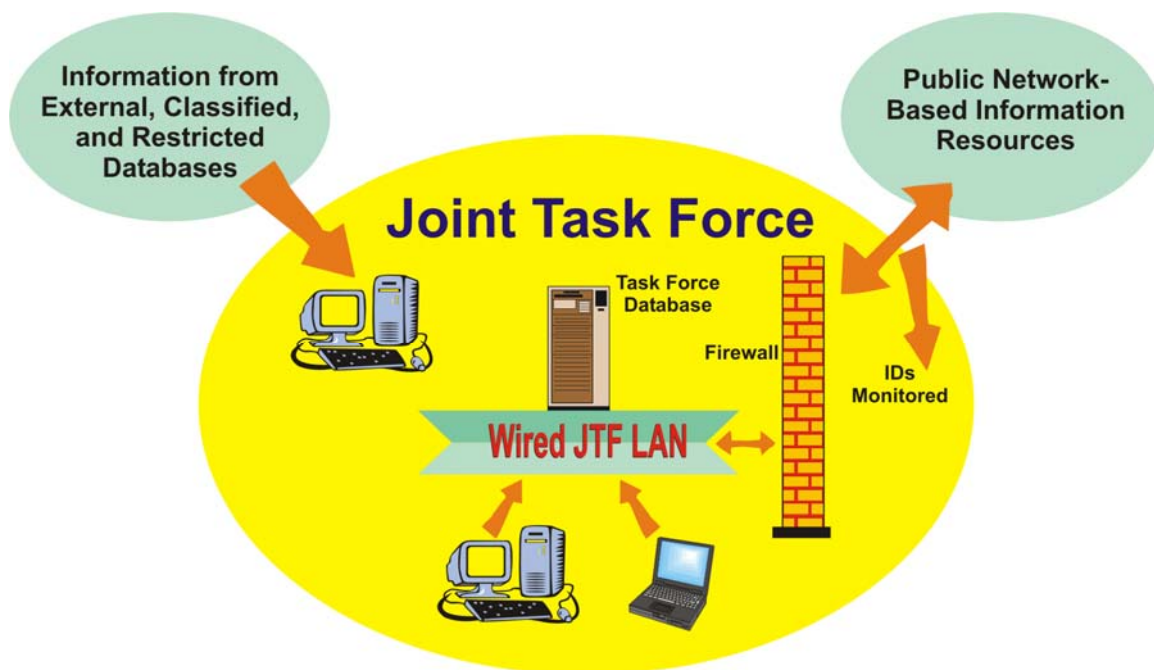 Information from
External, Classified,
and Restricted
Databases
Public Network-
Based Information
Resources
Joint Task Force
Task Force
Database
Firewall
IDs
Monitored
Wired JTF LAN